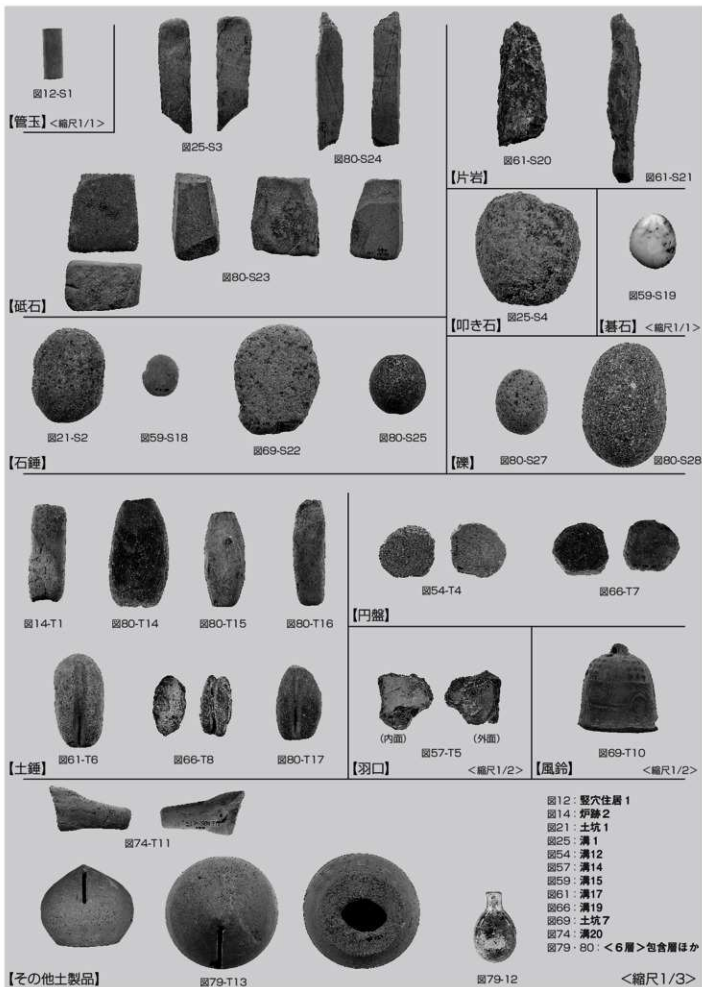 図12-S1
【管玉】 <縮尺1/1>
図25-S3
図80-S24
図80-S23
【砥石】
図61-S20
図61-S21
【片岩】
図25-S4
【叩き石】
図59-S19
【碁石】 <縮尺1/1>
図21-S2
図59-S18
図69-S22
図80-S25
【石錘】
図80-S27
図80-S28
【礫】
図14-T1
図80-T14
図80-T15
図80-T16
図61-T6
図66-T8
図80-T17
【土錘】
図54-T4
図66-T7
【円盤】
(内面)
(外面)
図57-T5
【羽口】 <縮尺1/2>
図69-T10
【風鈴】 <縮尺1/2>
図74-T11
図79-T13
図79-12
【その他土製品】
図12:竪穴住居1
図14:炉跡2
図21:土坑1
図25:溝1
図54:溝12
図57:溝14
図59:溝15
図61:溝17
図66:溝19
図69:土坑7
図74:溝20
図79・80:<6層>包含層ほか
<縮尺1/3>